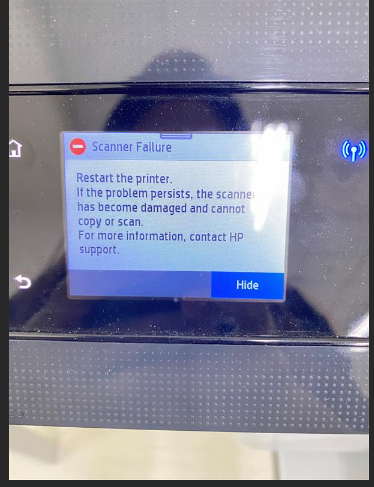 Scanner Failure
Restart the printer.
If the problem persists, the scanner
has become damaged and cannot
copy or scan.
For more information, contact HP
support.
Hide